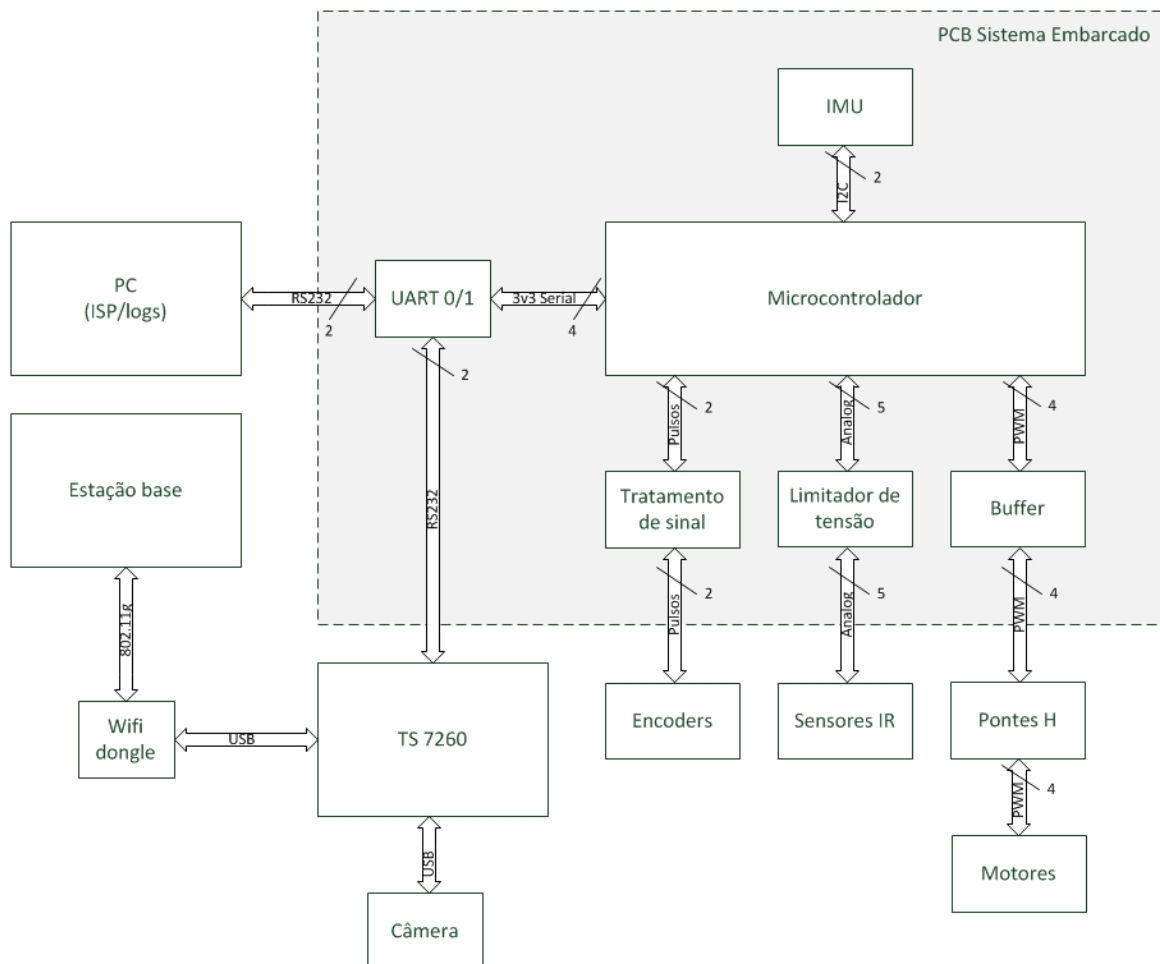 PCB Sistema Embarcado
IMU
2
I2C
PC
(ISP/logs)
RS232
2
UART 0/1
3v3 Serial
4
Microcontrolador
2
RS232
2
Pulsos
5
Analog
4
PWM
Estação base
Tratamento
de sinal
Limitador de
tensão
Buffer
2
Pulsos
5
Analog
4
PWM
802.11g
Wifi
dongle
USB
TS 7260
Encoders
Sensores IR
Pontes H
4
PWM
USB
Motores
Câmera